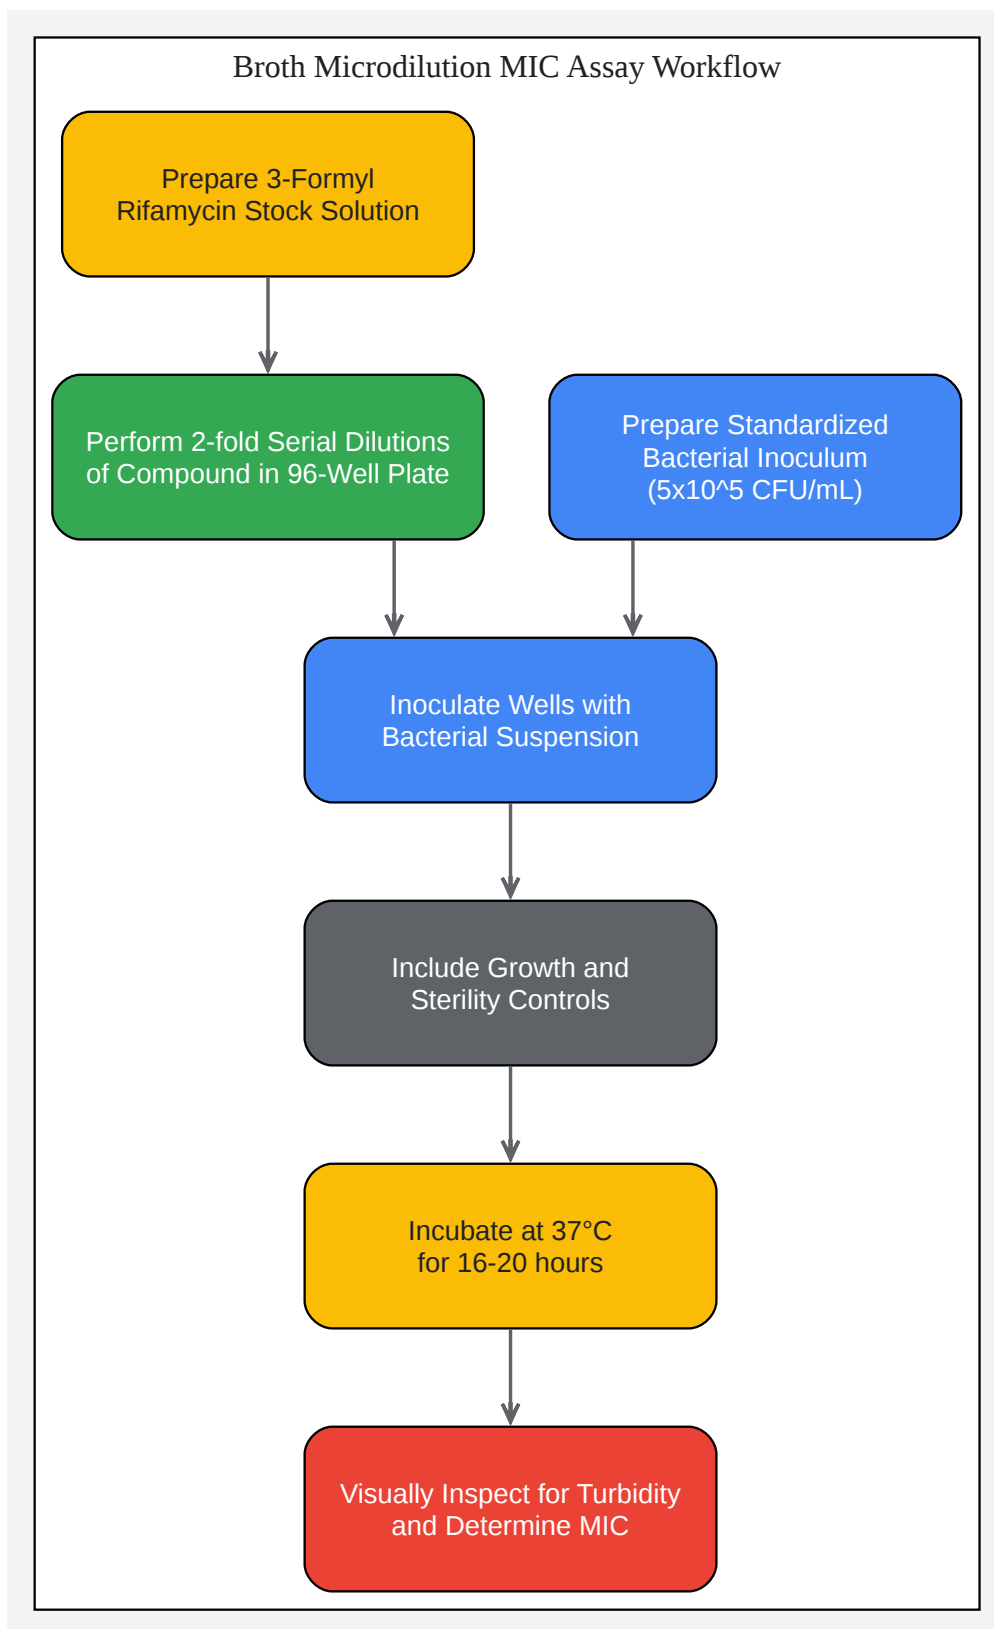 Broth Microdilution MIC Assay Workflow
Prepare 3-Formyl
Rifamycin Stock Solution
Perform 2-fold Serial Dilutions
of Compound in 96-Well Plate
Prepare Standardized
Bacterial Inoculum
(5x10^5 CFU/mL)
Inoculate Wells with
Bacterial Suspension
Include Growth and
Sterility Controls
Incubate at 37°C
for 16-20 hours
Visually Inspect for Turbidity
and Determine MIC